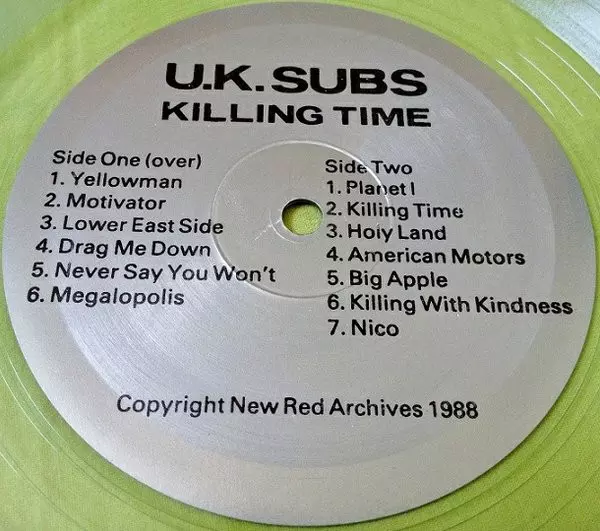 U.K. SUBS
KILLING TIME
Side One (over)
1. Yellowman
2. Motivator
3. Lower East Side
4. Drag Me Down
5. Never Say You Won't
6. Megalopolis
Side Two
1. Planet I
2. Killing Time
3. Holy Land
4. American Motors
5. Big Apple
6. Killing With Kindness
7. Nico
Copyright New Red Archives 1988